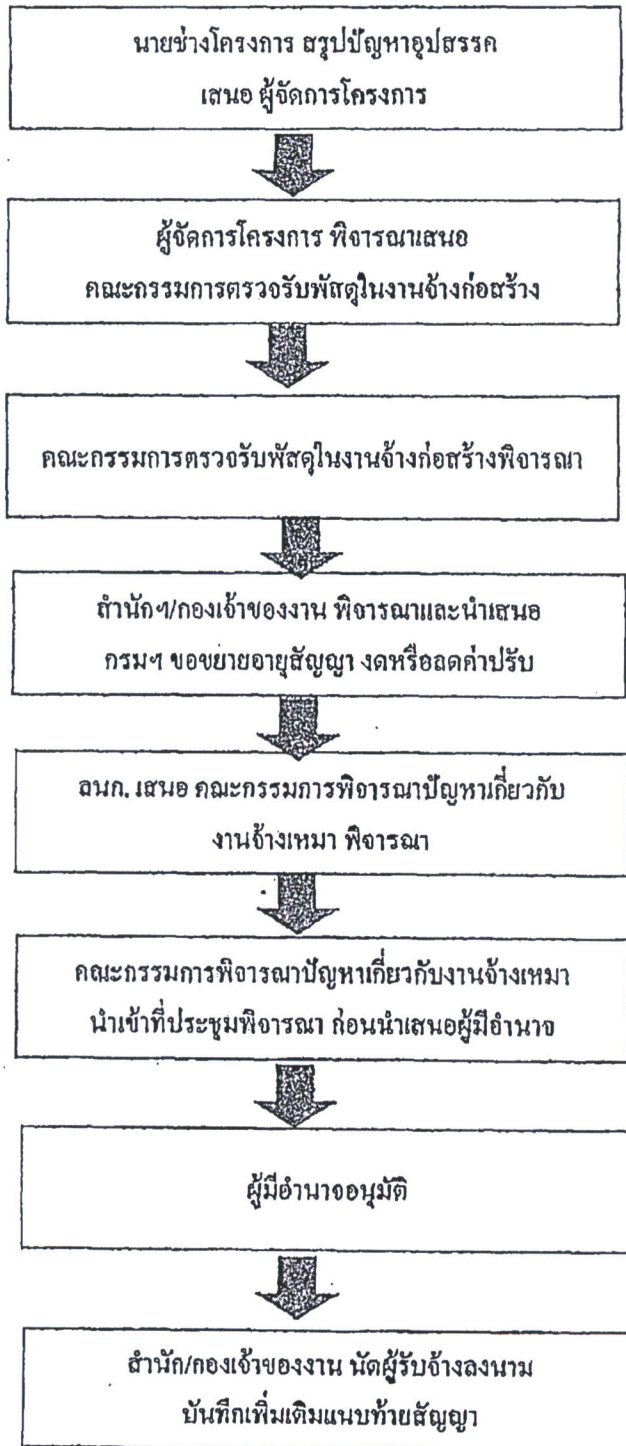 นายช่างโครงการ สรุปปัญหาอุปสรรค
เสนอ ผู้จัดการโครงการ
ผู้จัดการโครงการ พิจารณาเสนอ
คณะกรรมการตรวจรับพัสดุในงานจ้างก่อสร้าง
คณะกรรมการตรวจรับพัสดุในงานจ้างก่อสร้างพิจารณา
สำนักฯ/กองเจ้าของงาน พิจารณาและนำเสนอ
กรมฯ ขอขยายอายุสัญญา งดหรือลดค่าปรับ
ลนก. เสนอ คณะกรรมการพิจารณาปัญหาเกี่ยวกับ
งานจ้างเหมา พิจารณา
คณะกรรมการพิจารณาปัญหาเกี่ยวกับงานจ้างเหมา
นำเข้าที่ประชุมพิจารณา ก่อนนำเสนอผู้มีอำนาจ
ผู้มีอำนาจอนุมัติ
สำนัก/กองเจ้าของงาน นัดผู้รับจ้างลงนาม
บันทึกเพิ่มเติมแนบท้ายสัญญา